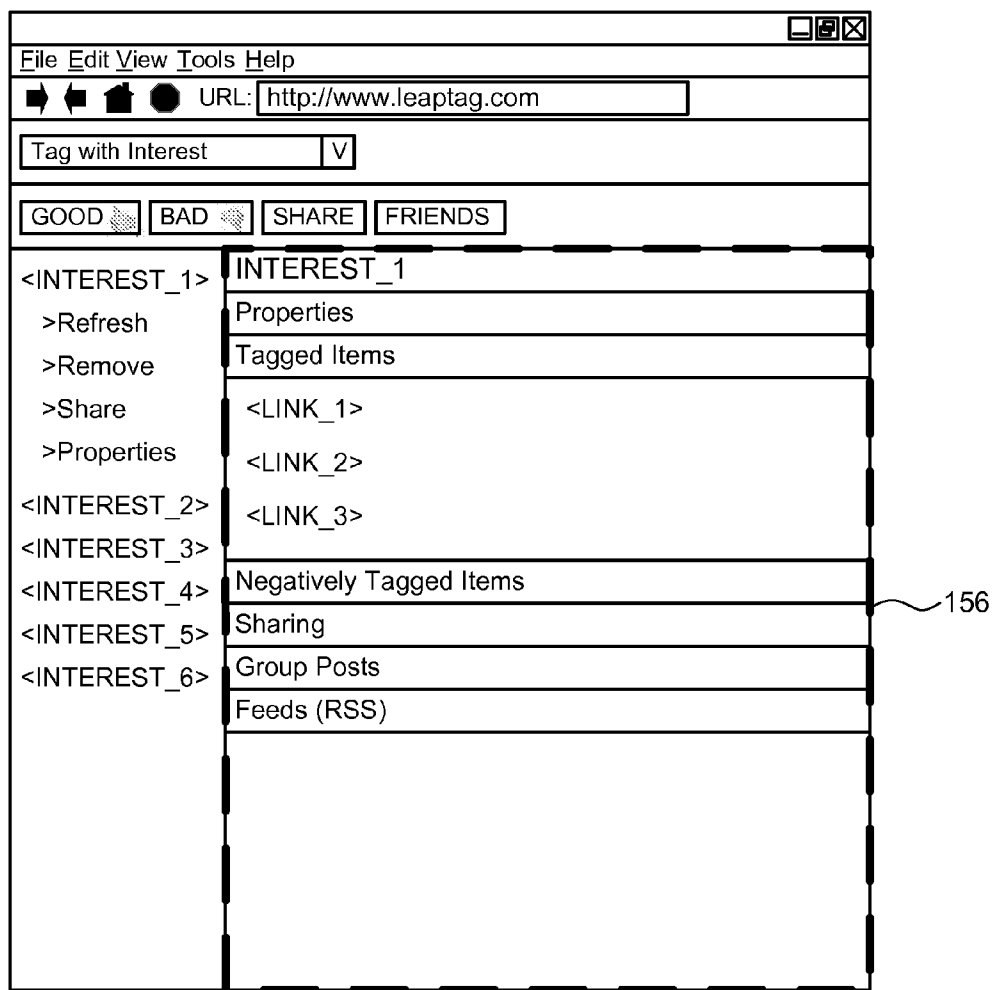 File Edit View Tools Help
URL: http://www.leaptag.com
Tag with Interest V
GOOD BAD SHARE FRIENDS
<INTEREST_1>
>Refresh
>Remove
>Share
>Properties
<INTEREST_2>
<INTEREST_3>
<INTEREST_4>
<INTEREST_5>
<INTEREST_6>
INTEREST_1
Properties
Tagged Items
<LINK_1>
<LINK_2>
<LINK_3>
Negatively Tagged Items
Sharing
Group Posts
Feeds (RSS)
156